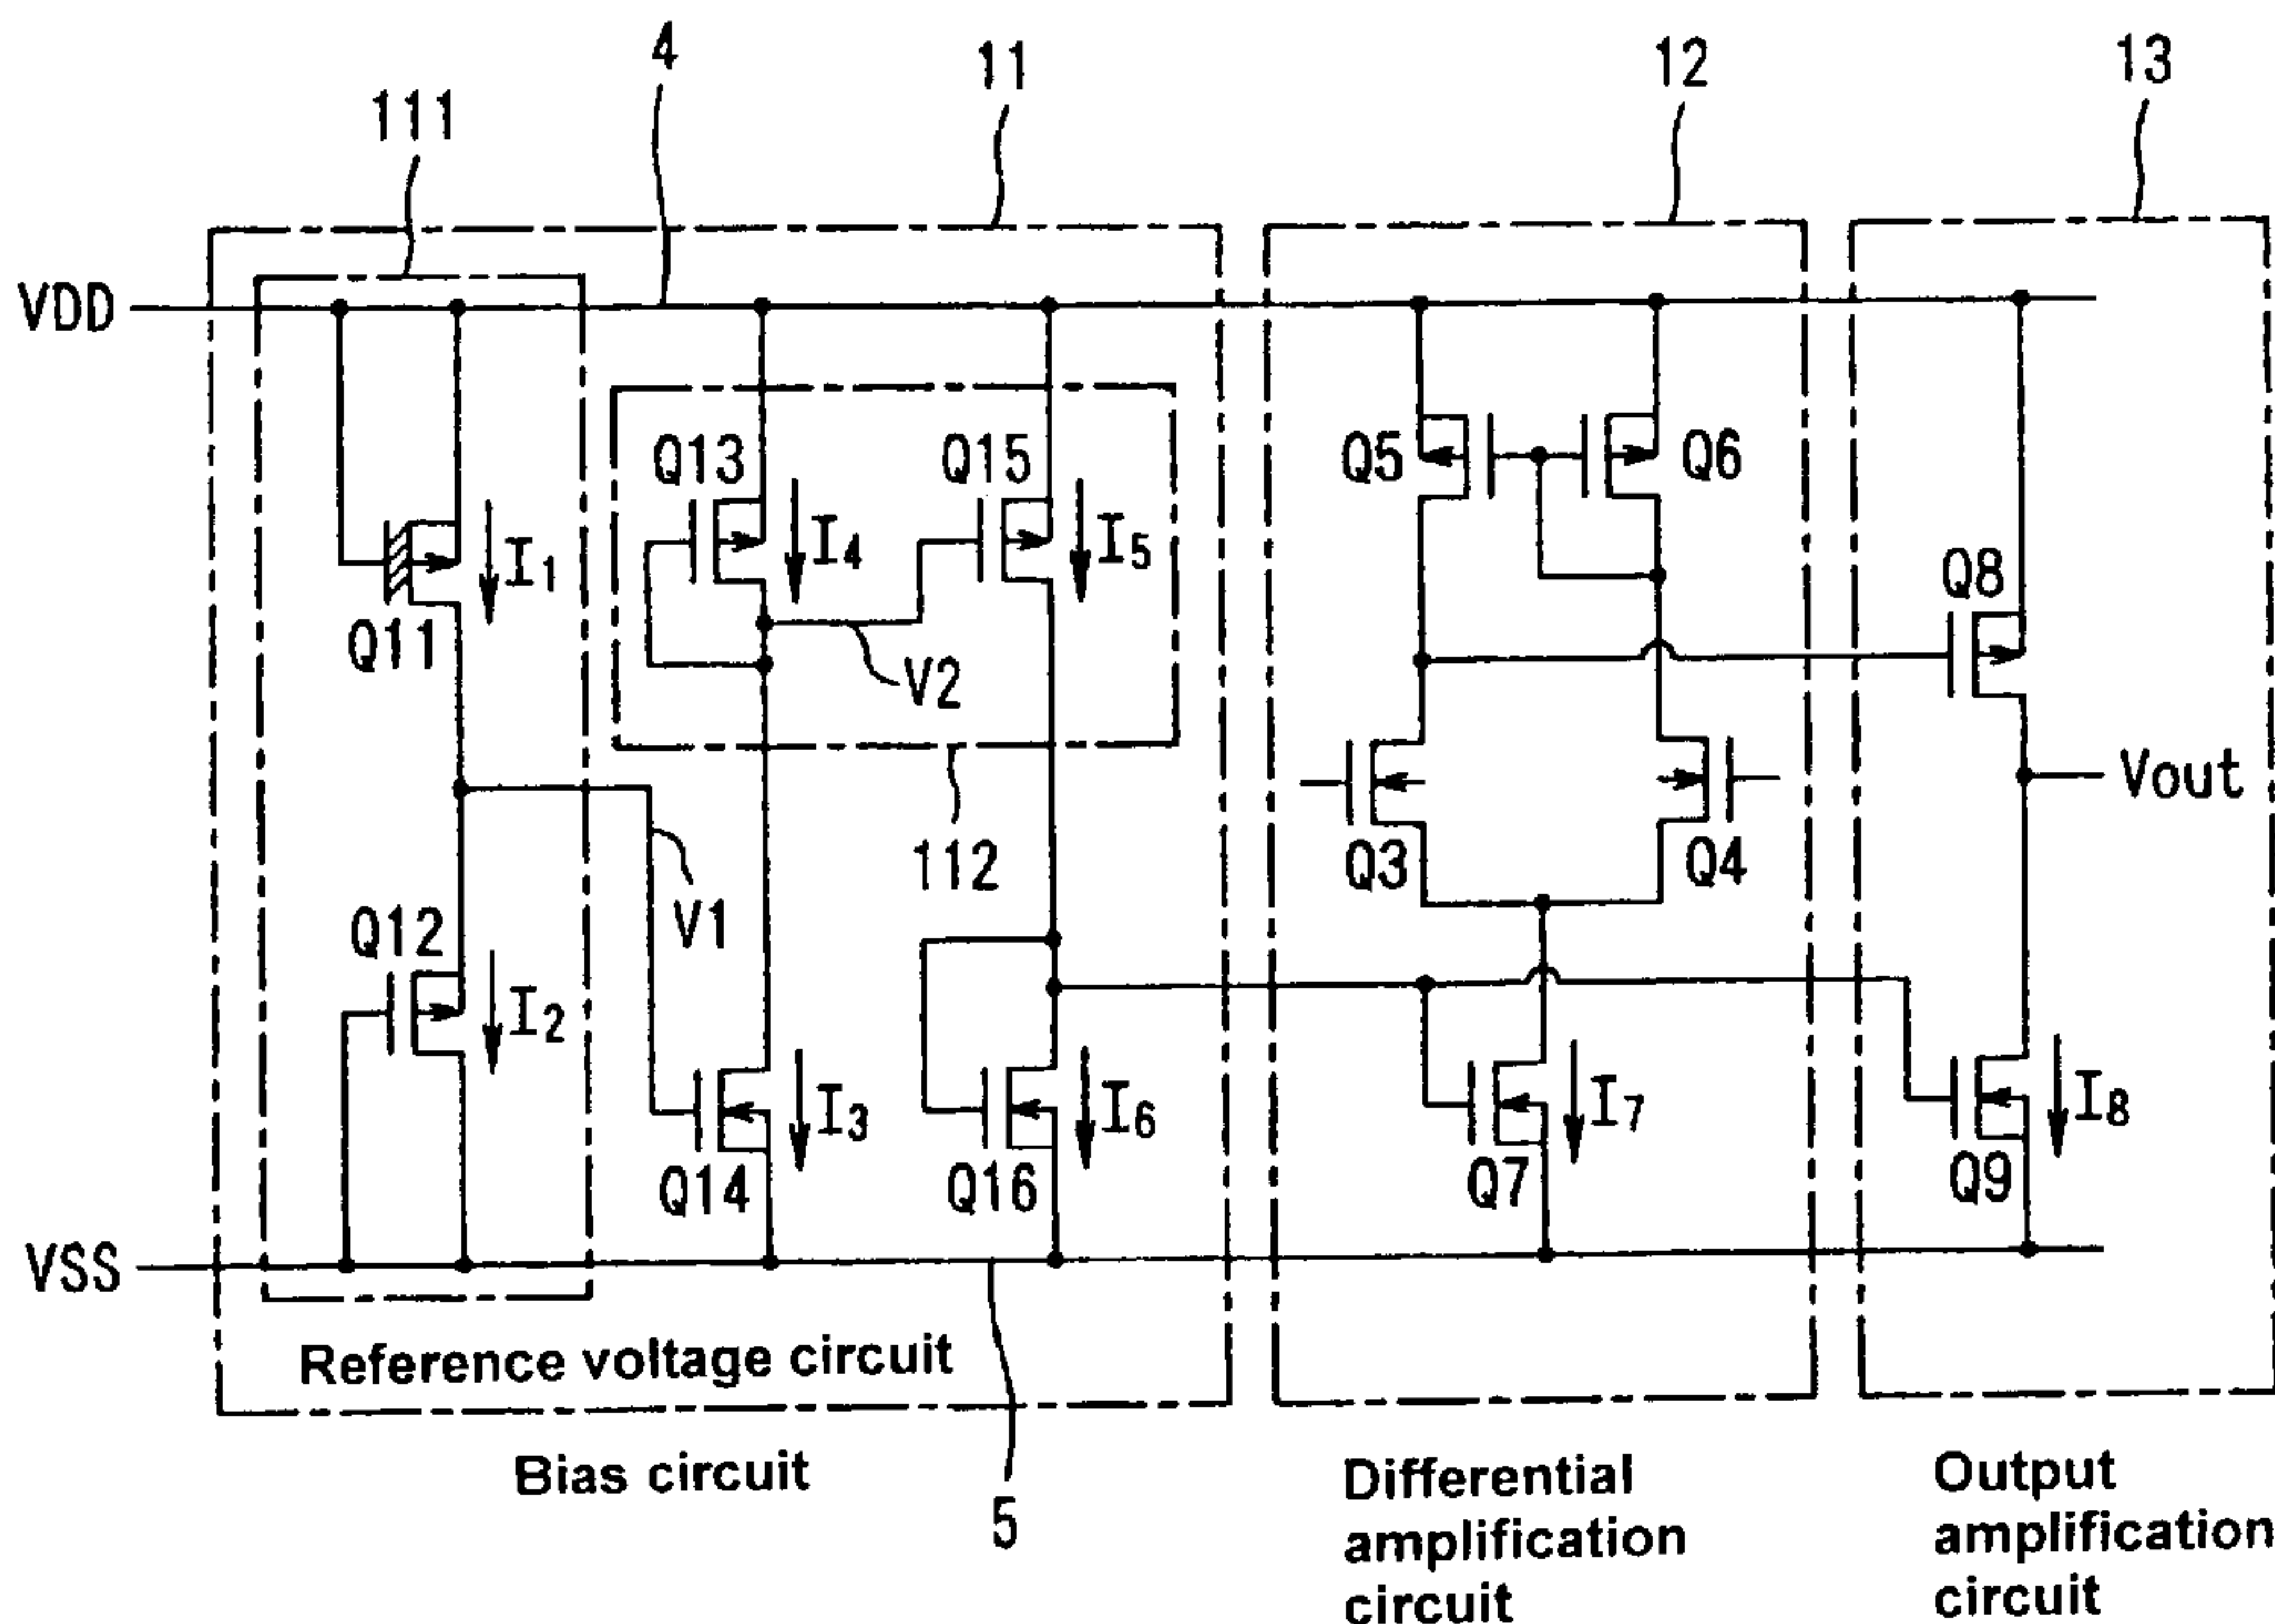 4
11
12
13
111
VDD
Q13
Q15
Q5
Q6
I1
I4
I5
Q8
Q11
V2
Vout
112
Q3
Q4
Q12
V1
I2
I3
I6
I7
I8
Q14
Q16
Q7
Q9
VSS
Reference voltage circuit
Bias circuit
5
Differential
amplification
circuit
Output
amplification
circuit